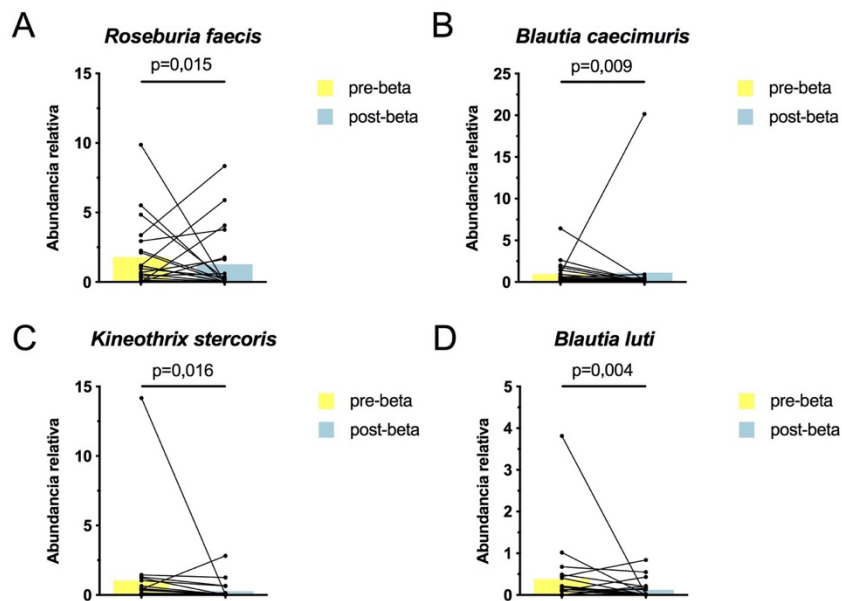 A
Roseburia faecis
p=0,015
Abundancia relativa
15
10
5
0
pre-beta
post-beta
B
Blautia caecimuris
p=0,009
Abundancia relativa
25
20
15
10
5
0
pre-beta
post-beta
C
Kineothrix stercoris
p=0,016
Abundancia relativa
15
10
5
0
pre-beta
post-beta
D
Blautia luti
p=0,004
Abundancia relativa
5
4
3
2
1
0
pre-beta
post-beta